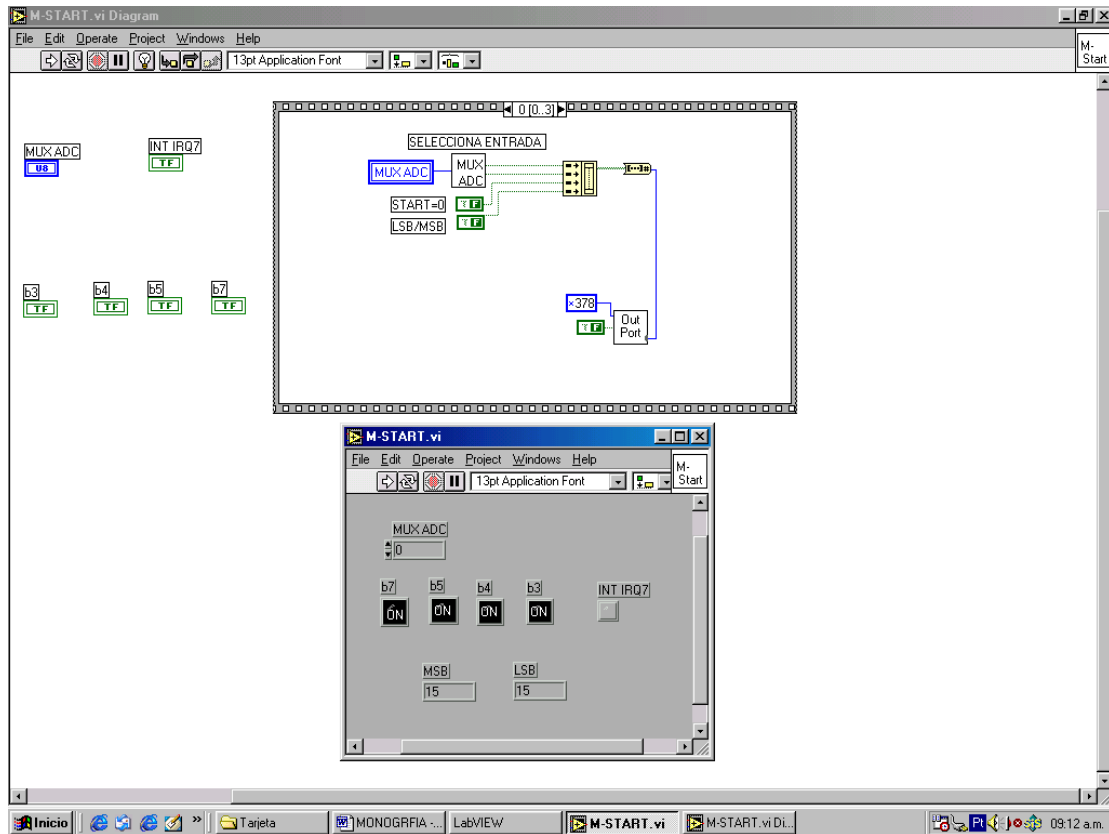 M-START.vi Diagram
File Edit Operate Project Windows Help
13pt Application Font
M-
Start
0 [0..3]
MUX ADC
U8
INT IRQ7
TF
SELECCIONA ENTRADA
MUX ADC
MUX
ADC
START=0
T F
LSB/MSB
T F
b3
TF
b4
TF
b5
TF
b7
TF
×378
T F
Out
Port
M-START.vi
File Edit Operate Project Windows Help
13pt Application Font
M-
Start
MUX ADC
0
b7
b5
b4
b3
INT IRQ7
ON
ON
ON
ON
MSB
LSB
15
15
Inicio
»
Tarjeta
MONOGRFIA -...
LabVIEW
M-START.vi
M-START.vi Di...
Pt
09:12 a.m.